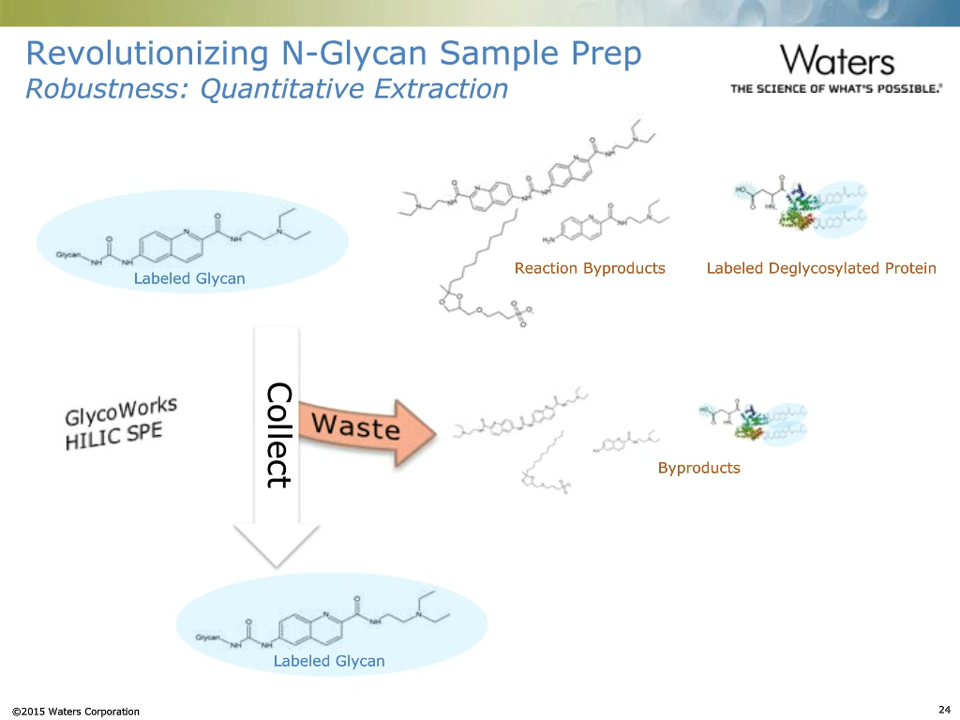 Revolutionizing N-Glycan Sample Prep
Robustness: Quantitative Extraction
Waters
THE SCIENCE OF WHAT'S POSSIBLE.®
Labeled Glycan
Reaction Byproducts
Labeled Deglycosylated Protein
GlycoWorks
HILIC SPE
Collect
Waste
Byproducts
Labeled Glycan
©2015 Waters Corporation
24